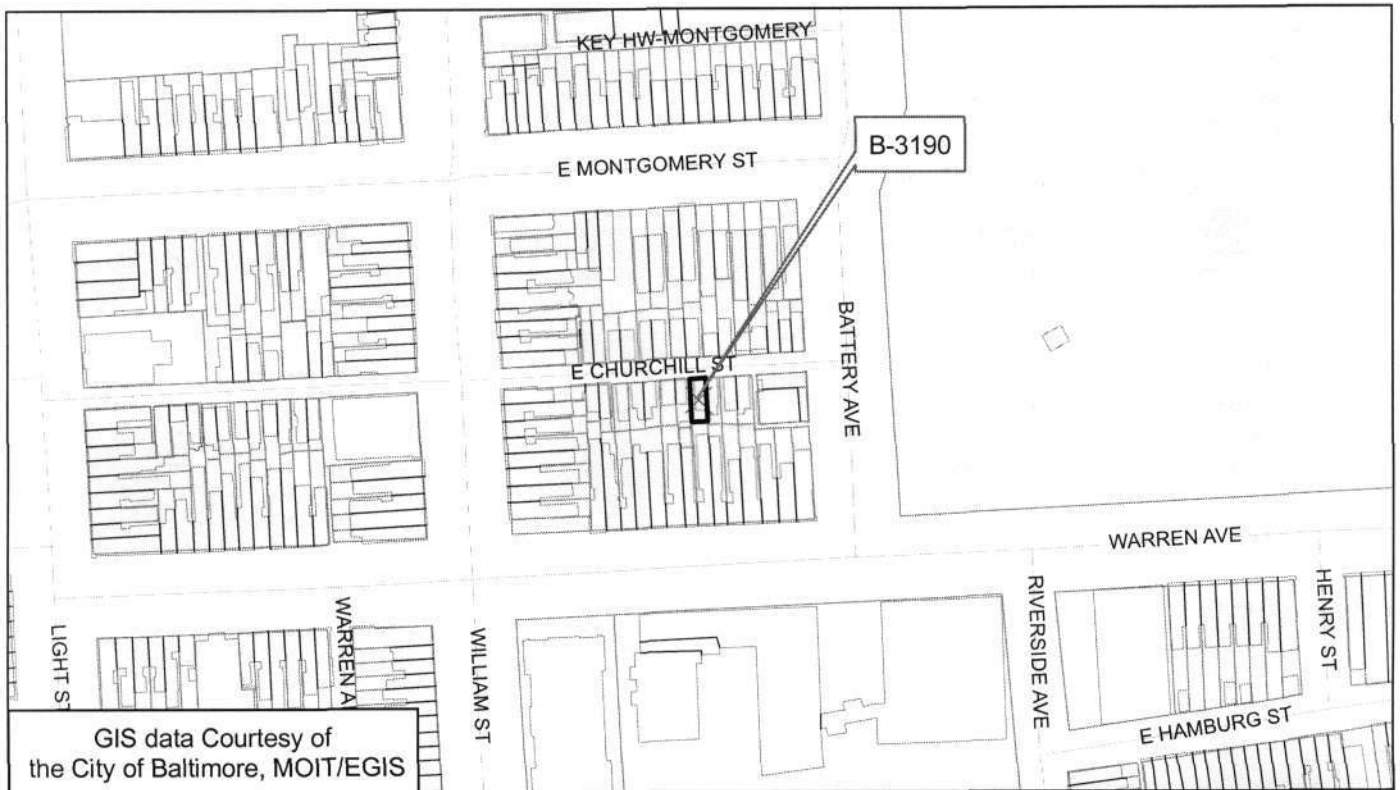 KEY HW-MONTGOMERY
B-3190
E MONTGOMERY ST
BATTERY AVE
E CHURCHILL ST
WARREN AVE
RIVERSIDE AVE
HENRY ST
LIGHT ST
WARREN A
WILLIAM ST
E HAMBURG ST
GIS data Courtesy of
the City of Baltimore, MOIT/EGIS